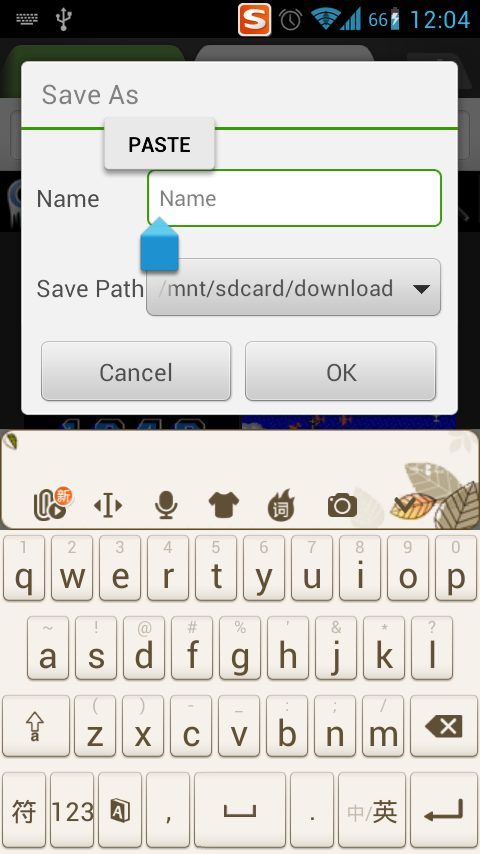 S 66 12:04
Save As
PASTE
Name Name
Save Path /mnt/sdcard/download
Cancel OK
新 词
1 2 3 4 5 6 7 8 9 0
q w e r t y u i o p
~ ! @ # % ' & * ?
a s d f g h j k l
( ) - _ : ; /
a z x c v b n m
符 123 A , . 中/英